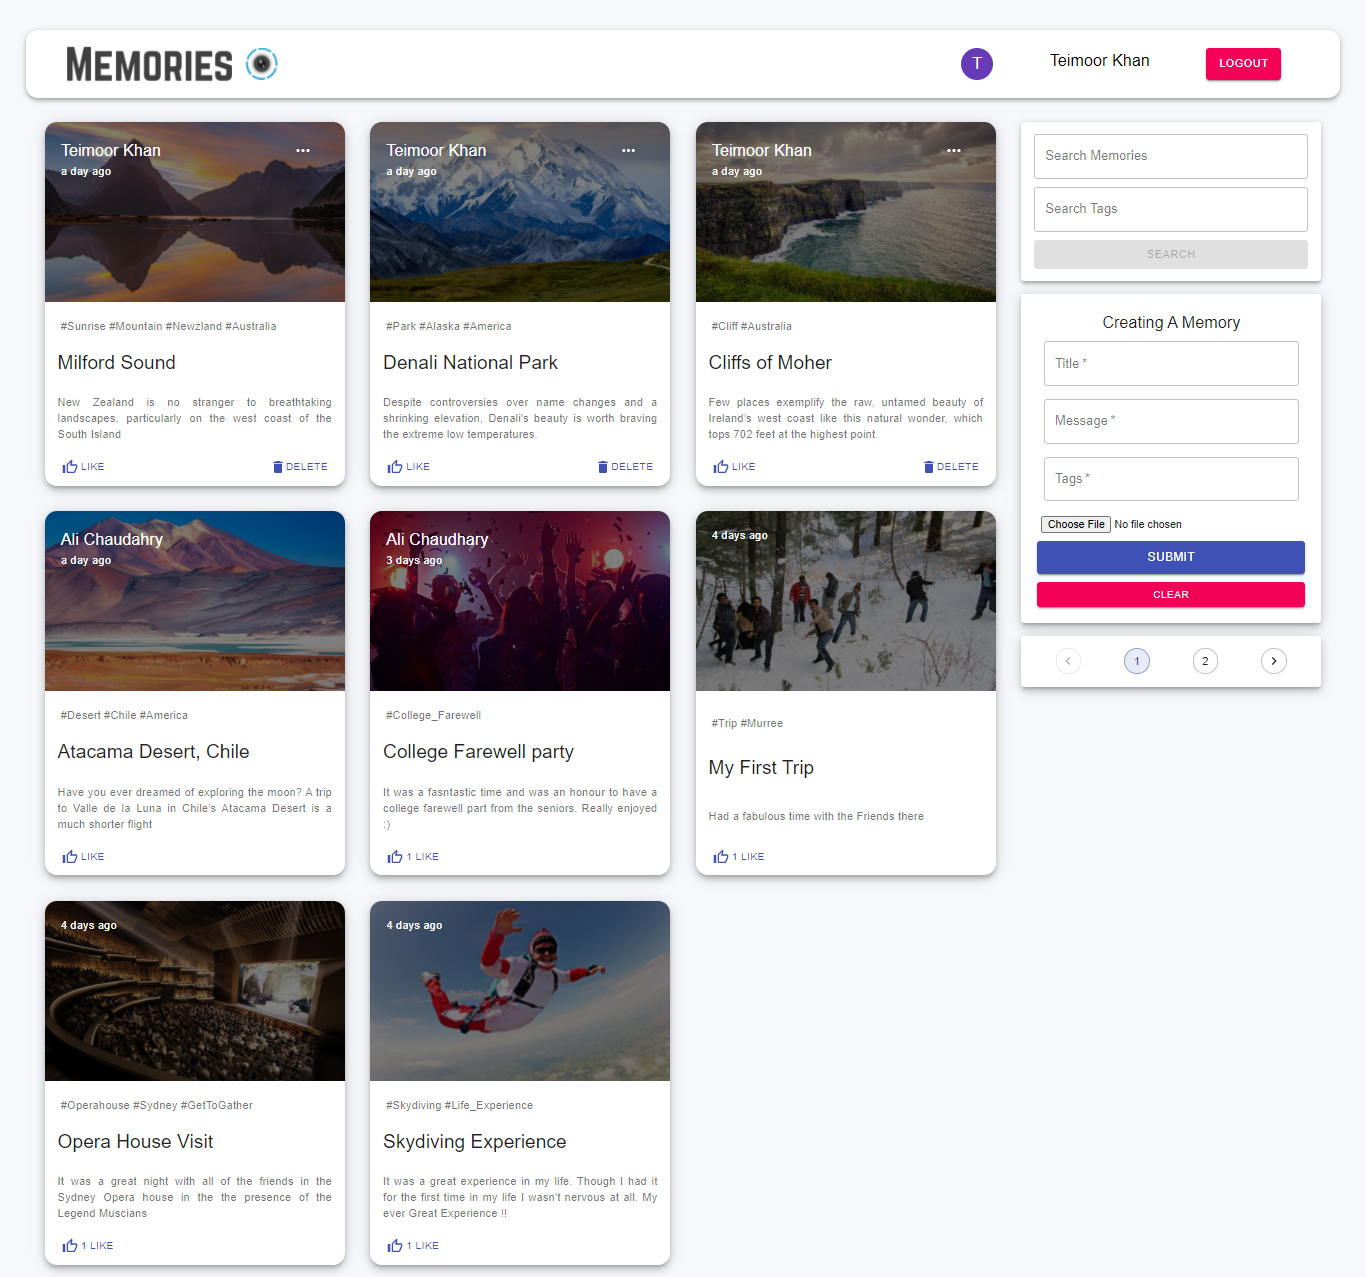 MEMORIES
T
Teimoor Khan
LOGOUT
Teimoor Khan
a day ago
#Sunrise #Mountain #Newzland #Australia
Milford Sound
New Zealand is no stranger to breathtaking
landscapes, particularly on the west coast of the
South Island
LIKE
DELETE
Teimoor Khan
a day ago
#Park #Alaska #America
Denali National Park
Despite controversies over name changes and a
shrinking elevation, Denali's beauty is worth braving
the extreme low temperatures.
LIKE
DELETE
Teimoor Khan
a day ago
#Cliff #Australia
Cliffs of Moher
Few places exemplify the raw, untamed beauty of
Ireland's west coast like this natural wonder, which
tops 702 feet at the highest point.
LIKE
DELETE
Ali Chaudahry
a day ago
#Desert #Chile #America
Atacama Desert, Chile
Have you ever dreamed of exploring the moon? A trip
to Valle de la Luna in Chile's Atacama Desert is a
much shorter flight
LIKE
Ali Chaudhary
3 days ago
#College_Farewell
College Farewell party
It was a fasntastic time and was an honour to have a
college farewell part from the seniors. Really enjoyed
:)
1 LIKE
4 days ago
#Trip #Murree
My First Trip
Had a fabulous time with the Friends there
1 LIKE
4 days ago
#Operahouse #Sydney #GetToGather
Opera House Visit
It was a great night with all of the friends in the
Sydney Opera house in the the presence of the
Legend Muscians
1 LIKE
4 days ago
#Skydiving #Life_Experience
Skydiving Experience
It was a great experience in my life. Though I had it
for the first time in my life I wasn't nervous at all. My
ever Great Experience !!
1 LIKE
Search Memories
Search Tags
SEARCH
Creating A Memory
Title *
Message *
Tags *
Choose File No file chosen
SUBMIT
CLEAR
1 2